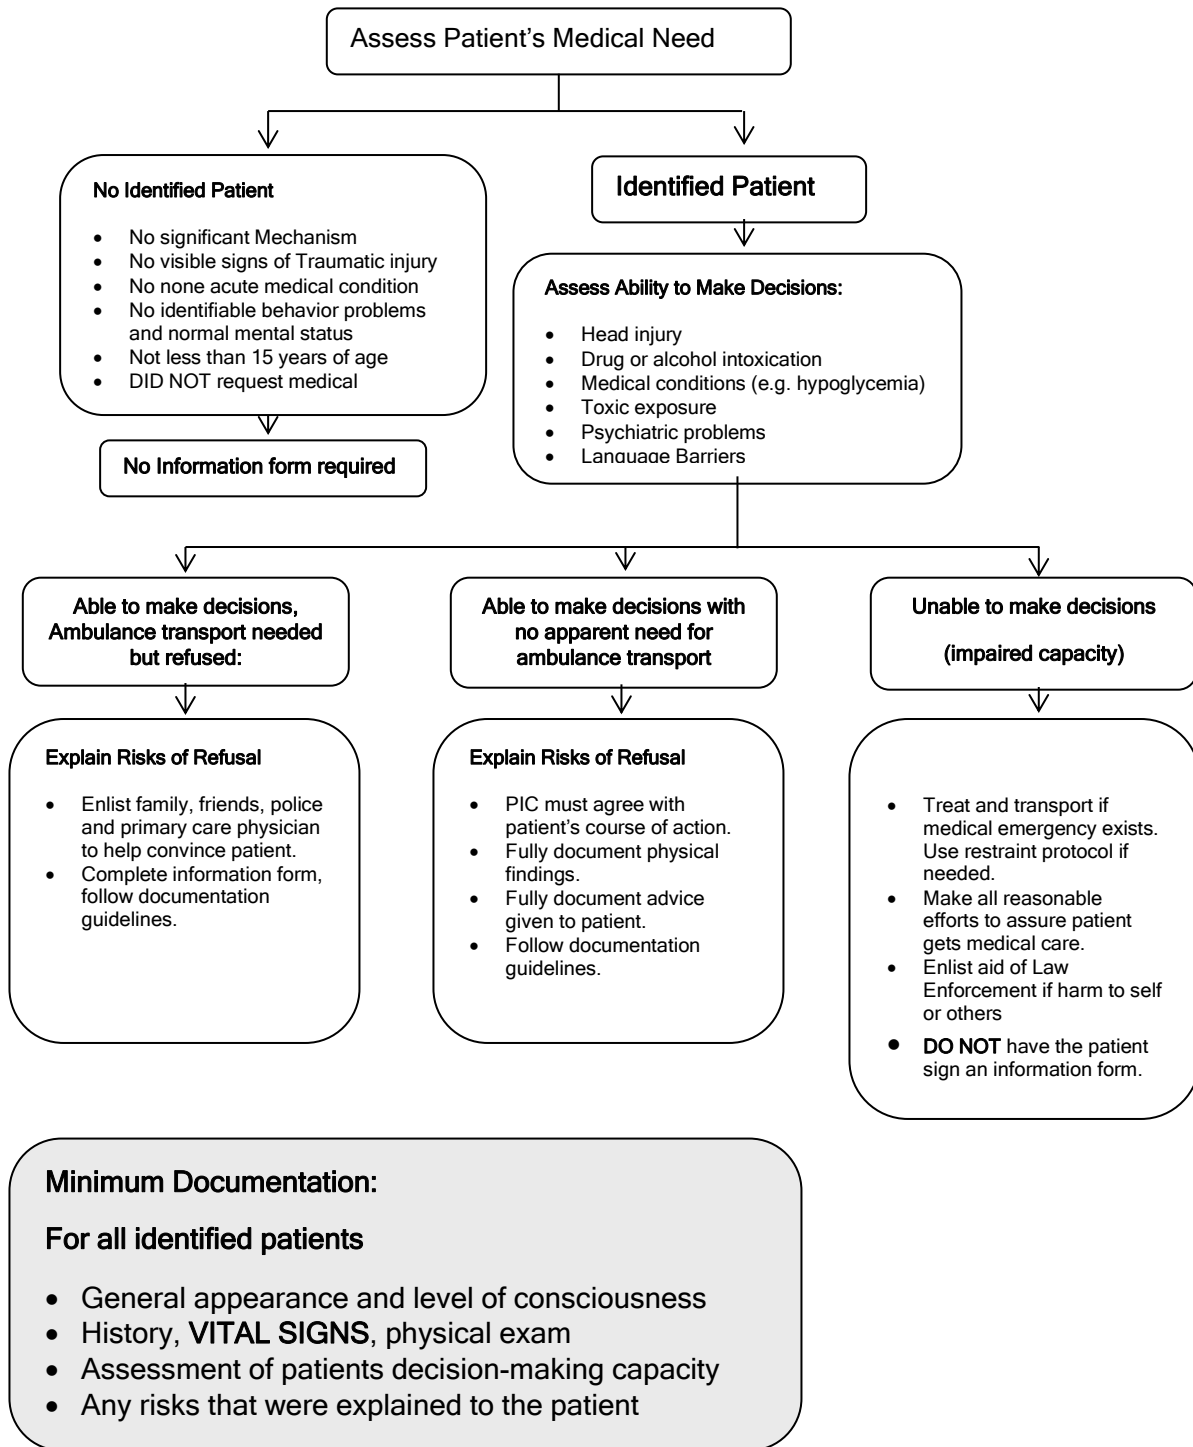 Assess Patient's Medical Need
No Identified Patient
• No significant Mechanism
• No visible signs of Traumatic injury
• No none acute medical condition
• No identifiable behavior problems
and normal mental status
• Not less than 15 years of age
• DID NOT request medical
No Information form required
Identified Patient
Assess Ability to Make Decisions:
• Head injury
• Drug or alcohol intoxication
• Medical conditions (e.g. hypoglycemia)
• Toxic exposure
• Psychiatric problems
• Language Barriers
Able to make decisions,
Ambulance transport needed
but refused:
Explain Risks of Refusal
• Enlist family, friends, police
and primary care physician
to help convince patient.
• Complete information form,
follow documentation
guidelines.
Able to make decisions with
no apparent need for
ambulance transport
Explain Risks of Refusal
• PIC must agree with
patient's course of action.
• Fully document physical
findings.
• Fully document advice
given to patient.
• Follow documentation
guidelines.
Unable to make decisions
(impaired capacity)
• Treat and transport if
medical emergency exists.
Use restraint protocol if
needed.
• Make all reasonable
efforts to assure patient
gets medical care.
• Enlist aid of Law
Enforcement if harm to self
or others
• DO NOT have the patient
sign an information form.
Minimum Documentation:
For all identified patients
• General appearance and level of consciousness
• History, VITAL SIGNS, physical exam
• Assessment of patients decision-making capacity
• Any risks that were explained to the patient